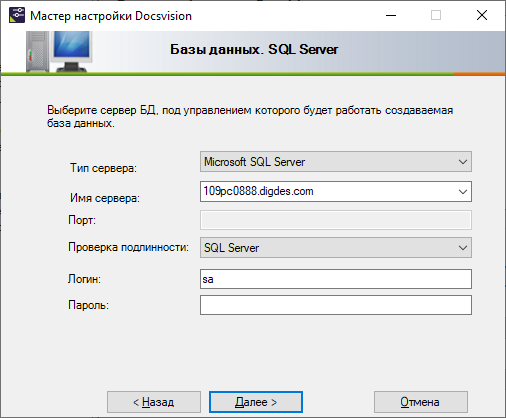 Мастер настройки Docsvision
Базы данных. SQL Server
Выберите сервер БД, под управлением которого будет работать создаваемая
база данных.
Тип сервера: Microsoft SQL Server
Имя сервера: 109pc0888.digdes.com
Порт:
Проверка подлинности: SQL Server
Логин: sa
Пароль:
< Назад Далее > Отмена